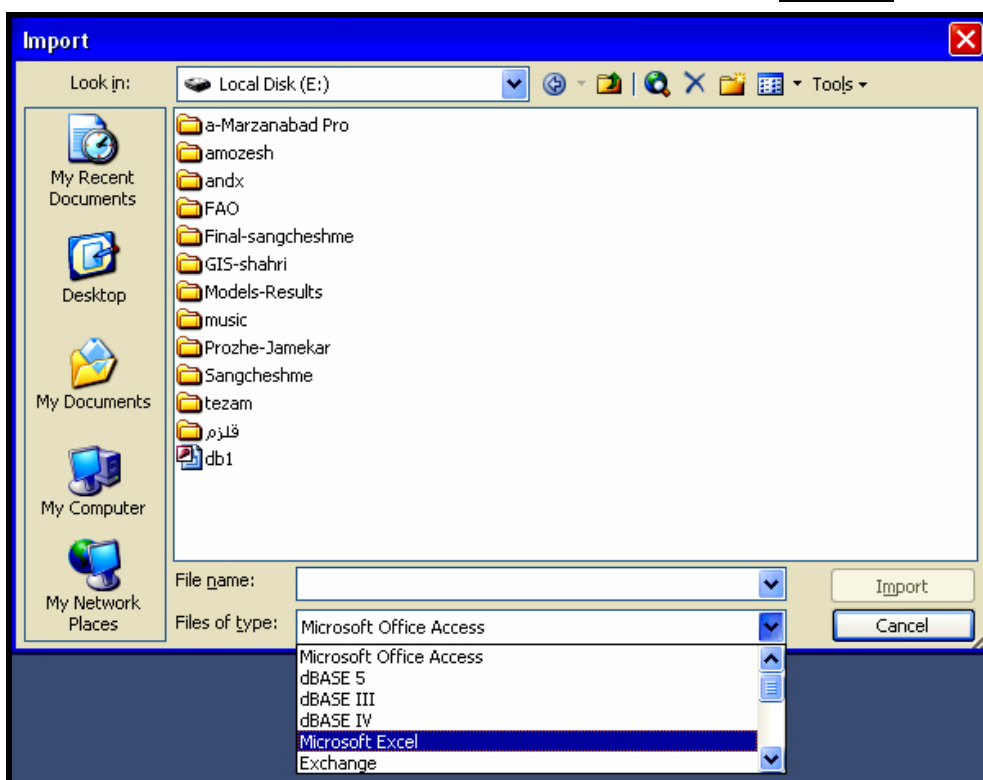 Import
Look in:
Local Disk (E:)
Tools
My Recent
Documents
Desktop
My Documents
My Computer
My Network
Places
a-Marzanabad Pro
amozesh
andx
FAO
Final-sangcheshme
GIS-shahri
Models-Results
music
Prozhe-Jamekar
Sangcheshme
tezam
قلزم
db1
File name:
Import
Files of type:
Microsoft Office Access
Cancel
Microsoft Office Access
dBASE 5
dBASE III
dBASE IV
Microsoft Excel
Exchange